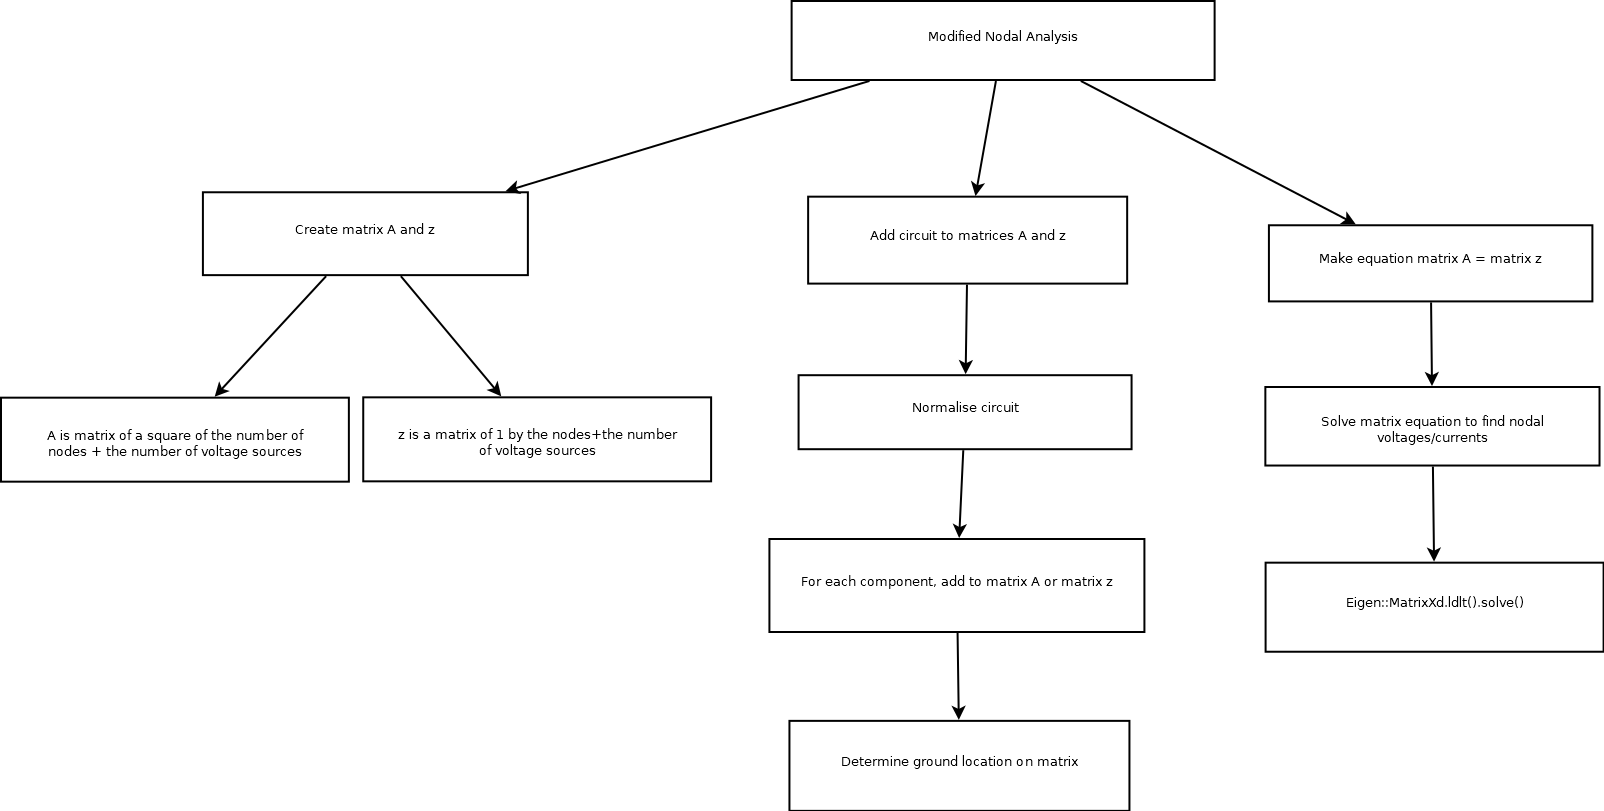 Modified Nodal Analysis
Create matrix A and z
Add circuit to matrices A and z
Make equation matrix A = matrix z
A is matrix of a square of the number of
nodes + the number of voltage sources
z is a matrix of 1 by the nodes+the number
of voltage sources
Normalise circuit
Solve matrix equation to find nodal
voltages/currents
For each component, add to matrix A or matrix z
Eigen::MatrixXd.ldlt().solve()
Determine ground location on matrix